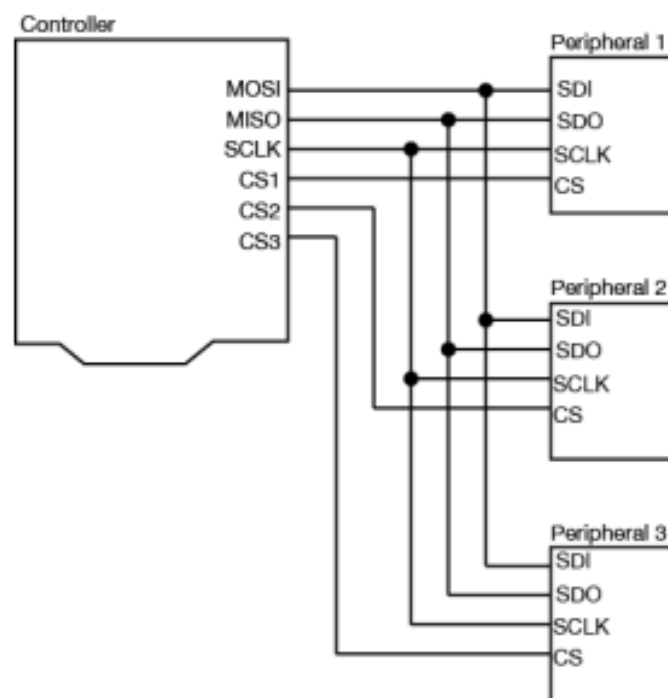 Controller
MOSI
MISO
SCLK
CS1
CS2
CS3
Peripheral 1
SDI
SDO
SCLK
CS
Peripheral 2
SDI
SDO
SCLK
CS
Peripheral 3
SDI
SDO
SCLK
CS